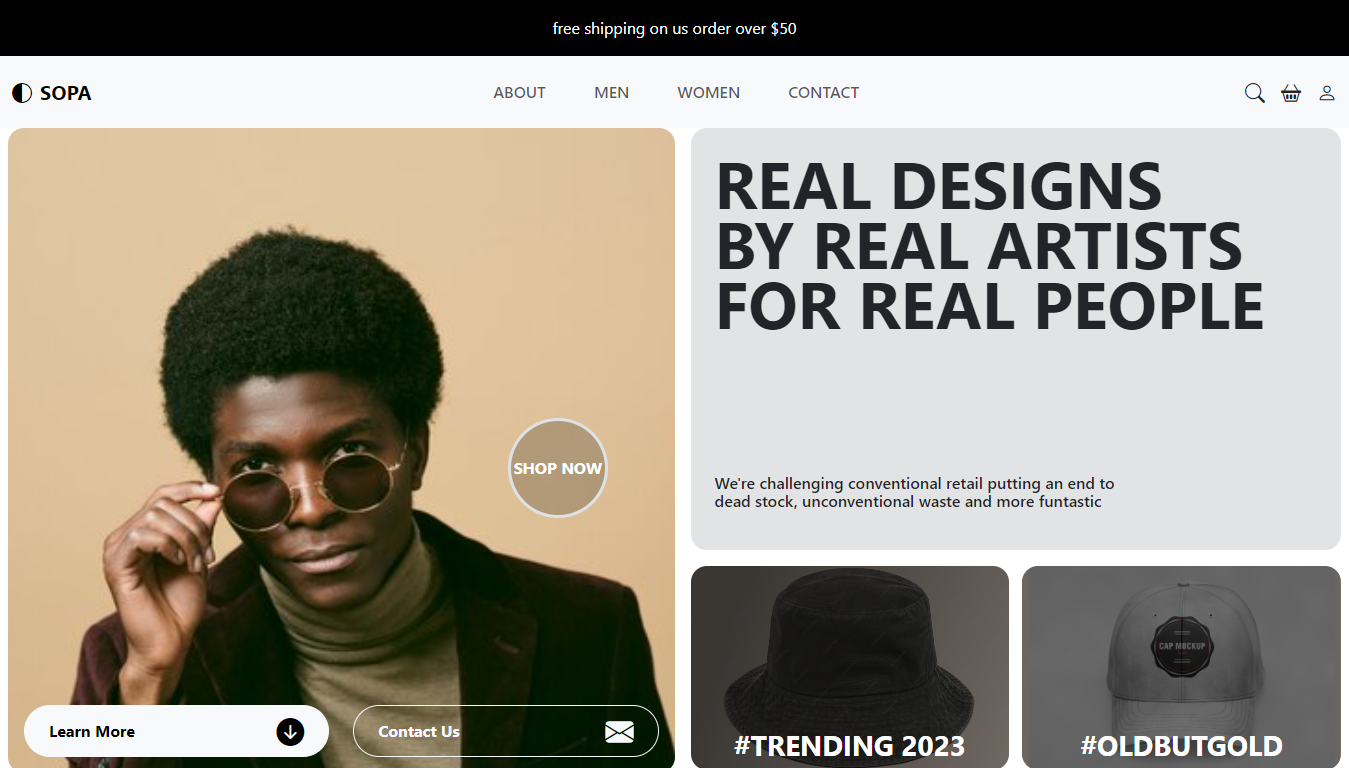 free shipping on us order over $50
SOPA
ABOUT
MEN
WOMEN
CONTACT
REAL DESIGNS
BY REAL ARTISTS
FOR REAL PEOPLE
SHOP NOW
We're challenging conventional retail putting an end to
dead stock, unconventional waste and more funtastic
Learn More
Contact Us
CAP MOCKUP
#TRENDING 2023
#OLDBUTGOLD